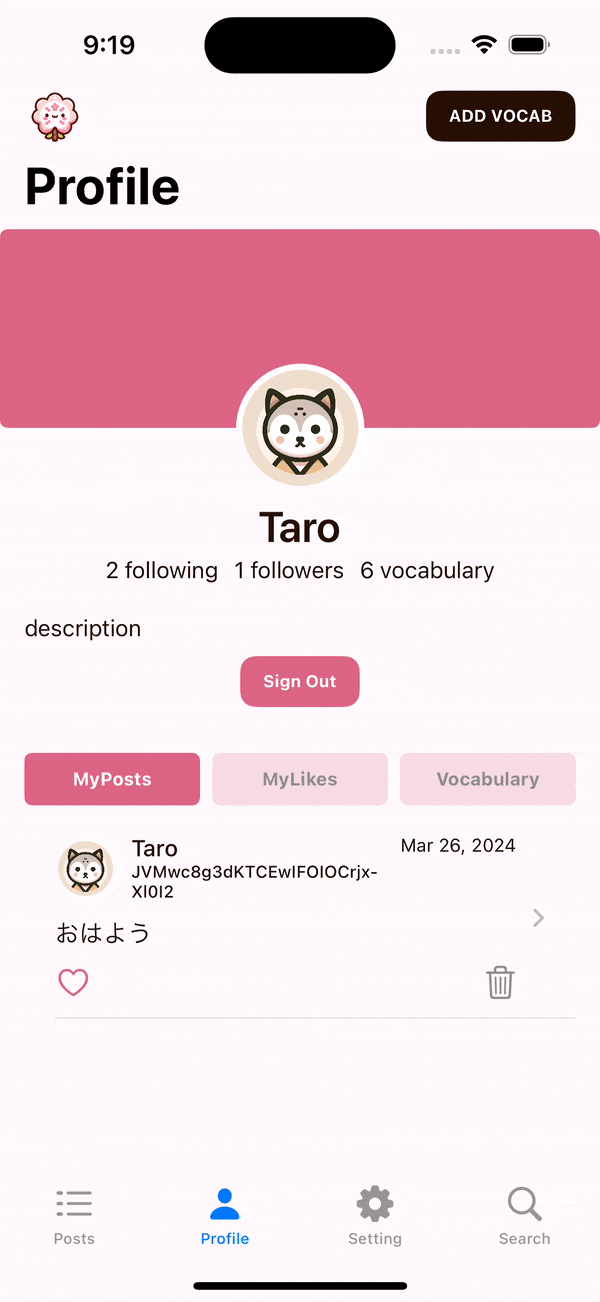 9:19
ADD VOCAB
Profile
Taro
2 following 1 followers 6 vocabulary
description
Sign Out
MyPosts MyLikes Vocabulary
Taro Mar 26, 2024
JVMwc8g3dKTCEwIFOIOCrjx-
XI0I2
おはよう
Posts Profile Setting Search